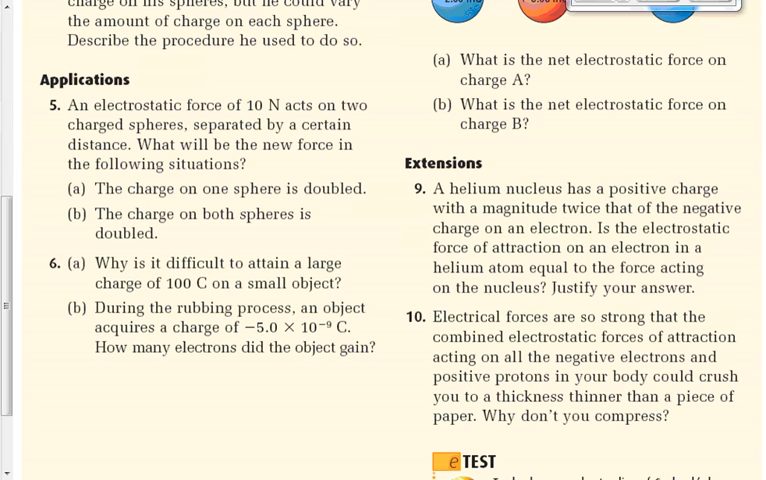 charge on his spheres, but he could vary
the amount of charge on each sphere.
Describe the procedure he used to do so.
Applications
5. An electrostatic force of 10 N acts on two
charged spheres, separated by a certain
distance. What will be the new force in
the following situations?
(a) The charge on one sphere is doubled.
(b) The charge on both spheres is
doubled.
6. (a) Why is it difficult to attain a large
charge of 100 C on a small object?
(b) During the rubbing process, an object
acquires a charge of −5.0 × 10⁻⁹ C.
How many electrons did the object gain?
(a) What is the net electrostatic force on
charge A?
(b) What is the net electrostatic force on
charge B?
Extensions
9. A helium nucleus has a positive charge
with a magnitude twice that of the negative
charge on an electron. Is the electrostatic
force of attraction on an electron in a
helium atom equal to the force acting
on the nucleus? Justify your answer.
10. Electrical forces are so strong that the
combined electrostatic forces of attraction
acting on all the negative electrons and
positive protons in your body could crush
you to a thickness thinner than a piece of
paper. Why don't you compress?
e TEST